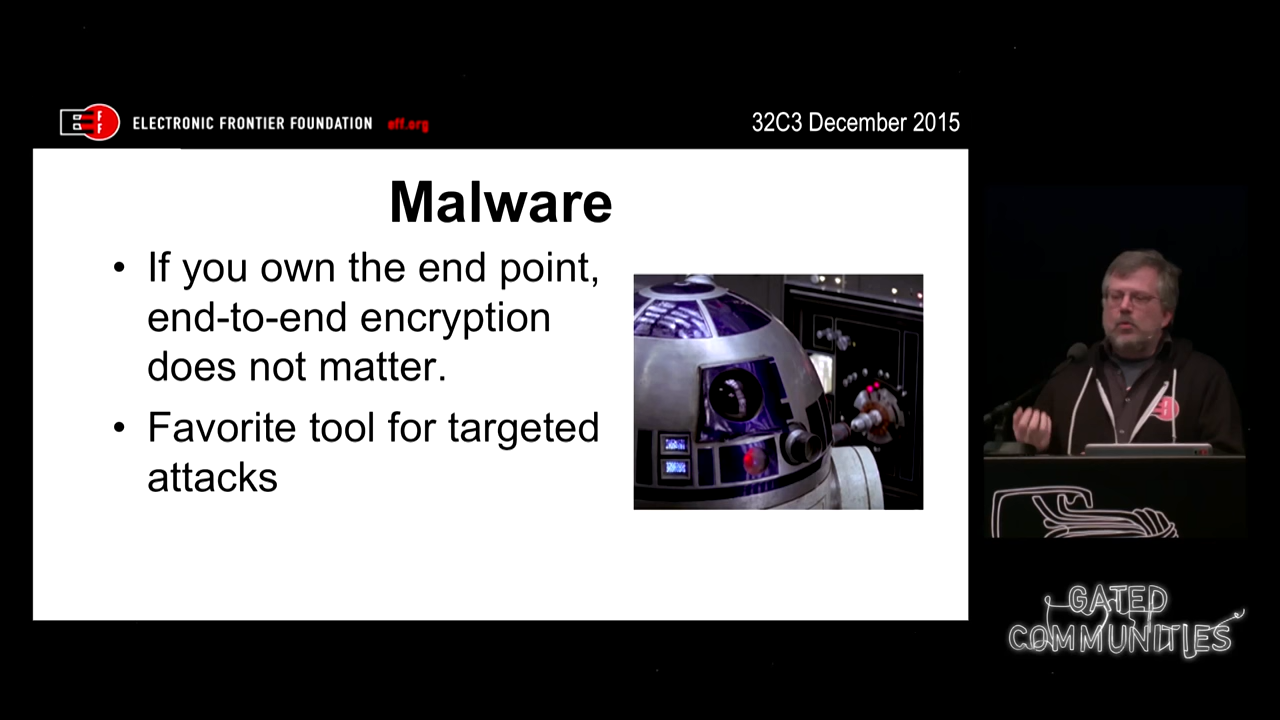 ELECTRONIC FRONTIER FOUNDATION eff.org
32C3 December 2015
Malware
• If you own the end point,
end-to-end encryption
does not matter.
• Favorite tool for targeted
attacks
GATED
COMMUNITIES